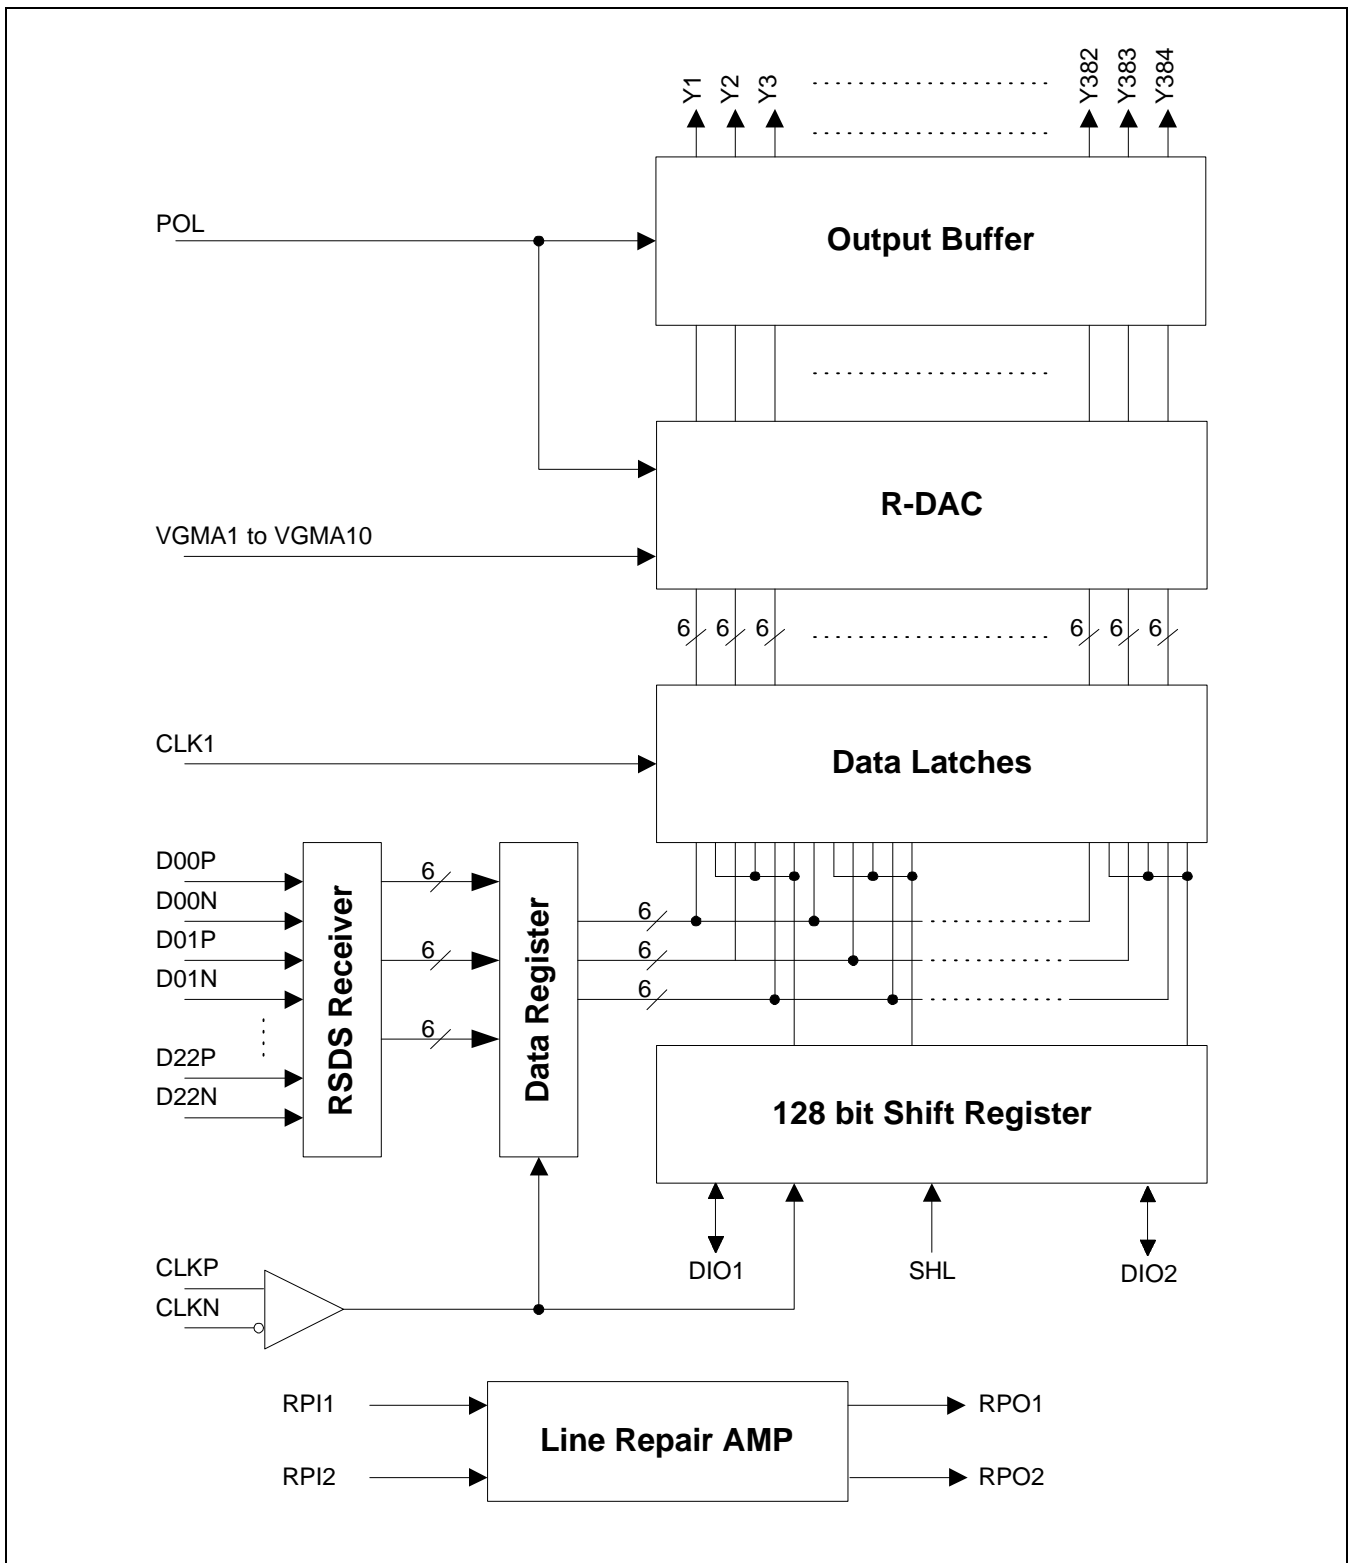 Y1 Y2 Y3 Y382 Y383 Y384
POL
Output Buffer
R-DAC
VGMA1 to VGMA10
6 6 6 6 6 6
CLK1
Data Latches
D00P
D00N
D01P
D01N
D22P
D22N
RSDS Receiver
6
6
6
Data Register
6
6
6
128 bit Shift Register
DIO1 SHL DIO2
CLKP
CLKN
RPI1
RPI2
Line Repair AMP
RPO1
RPO2